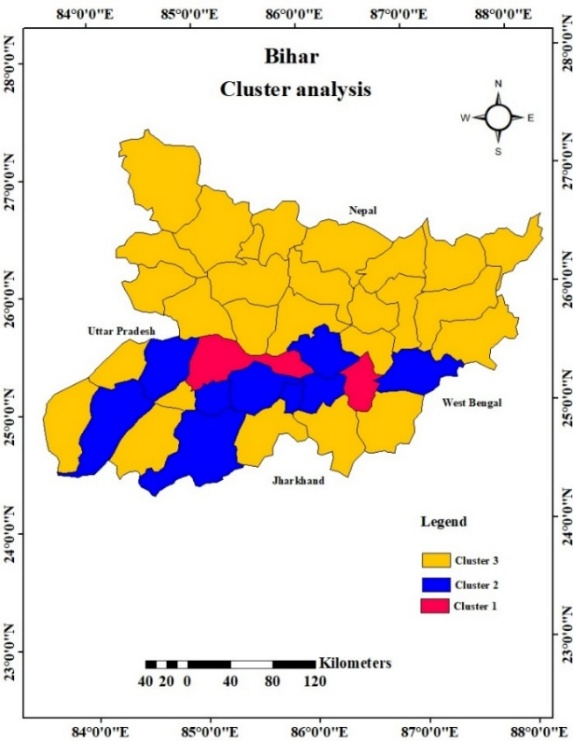 84°0'0"E 85°0'0"E 86°0'0"E 87°0'0"E 88°0'0"E
Bihar
Cluster analysis
N
W E
S
Nepal
Uttar Pradesh
West Bengal
Jharkhand
Legend
Cluster 3
Cluster 2
Cluster 1
Kilometers
40 20 0 40 80 120
28°0'0"N
27°0'0"N
26°0'0"N
25°0'0"N
24°0'0"N
23°0'0"N
28°0'0"N
27°0'0"N
26°0'0"N
25°0'0"N
24°0'0"N
23°0'0"N
84°0'0"E 85°0'0"E 86°0'0"E 87°0'0"E 88°0'0"E